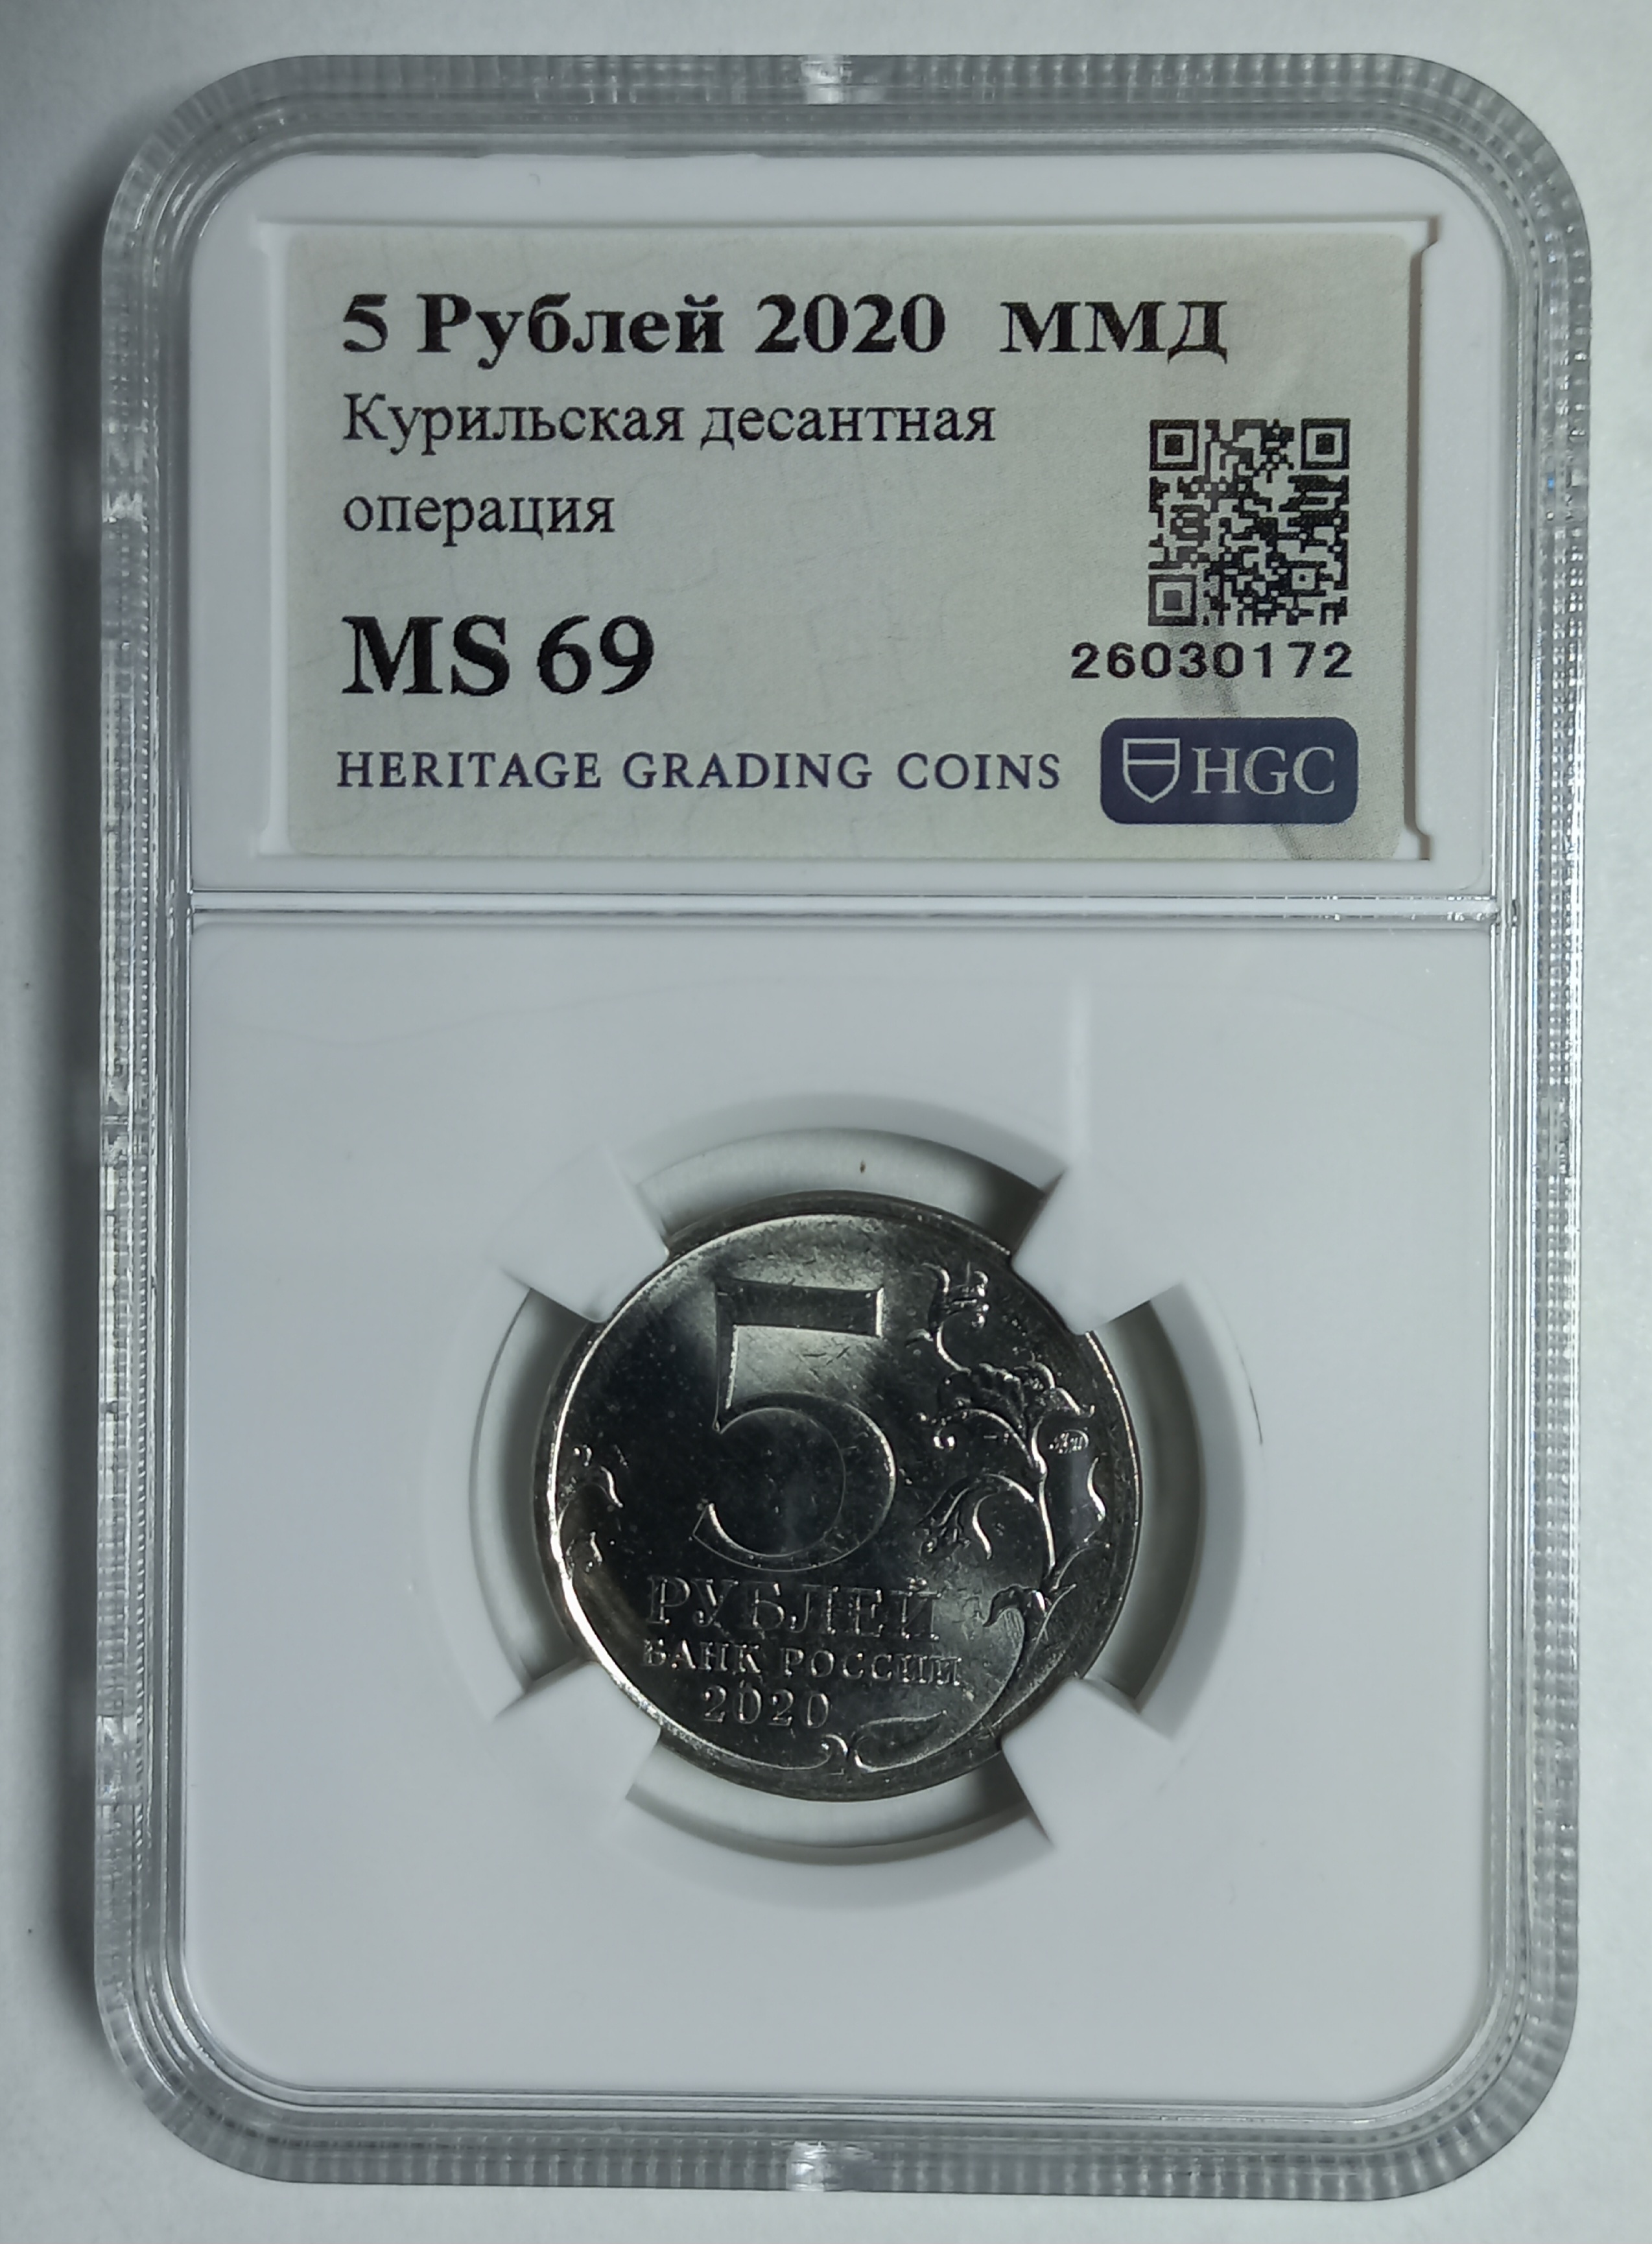 5 Рублей 2020 ММД
Курильская десантная
операция
MS 69
26030172
HERITAGE GRADING COINS HGC
5
РУБЛЕЙ
БАНК РОССИИ
2020